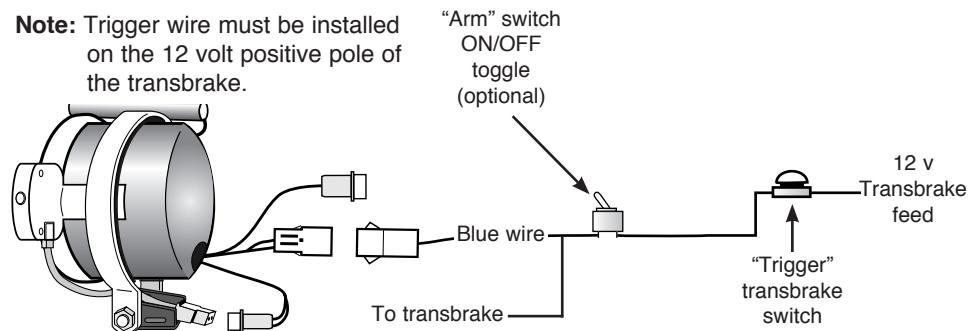 Note: Trigger wire must be installed
on the 12 volt positive pole of
the transbrake.
“Arm” switch
ON/OFF
toggle
(optional)
12 v
Transbrake
feed
Blue wire
“Trigger”
transbrake
switch
To transbrake